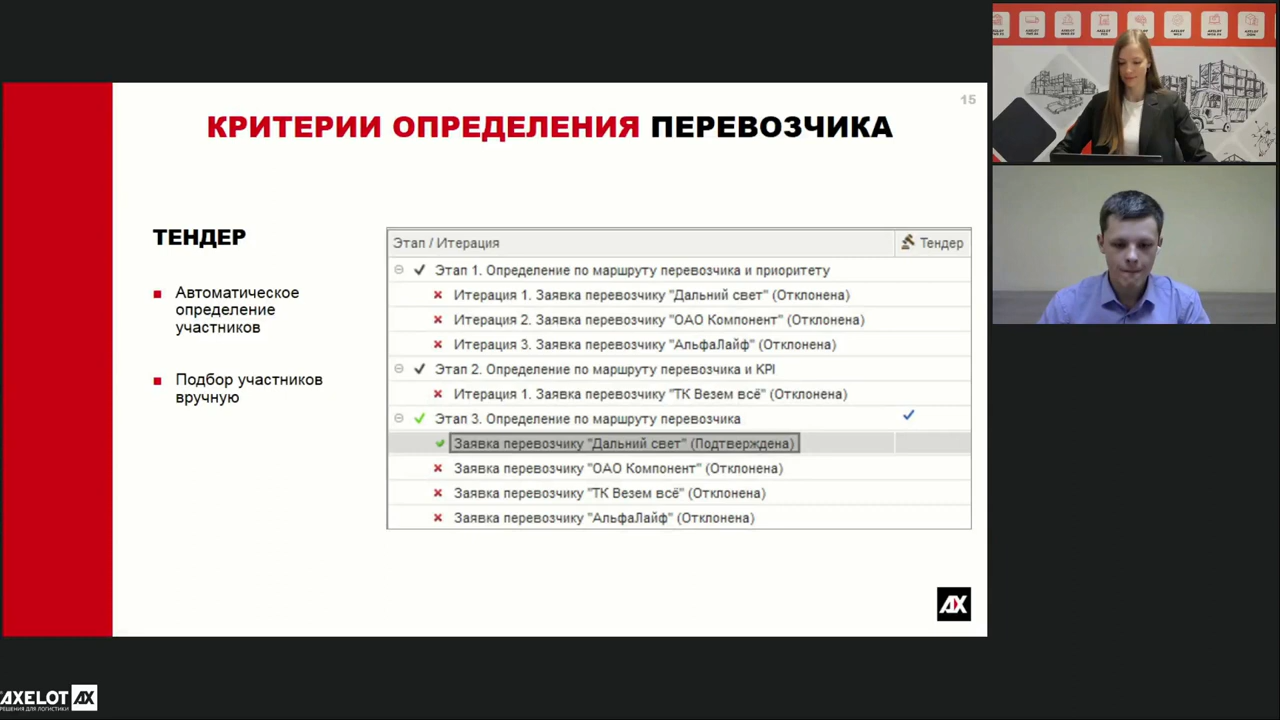 15
КРИТЕРИИ ОПРЕДЕЛЕНИЯ ПЕРЕВОЗЧИКА
ТЕНДЕР
Автоматическое
определение
участников
Подбор участников
вручную
Этап / Итерация
Тендер
Этап 1. Определение по маршруту перевозчика и приоритету
Итерация 1. Заявка перевозчику "Дальний свет" (Отклонена)
Итерация 2. Заявка перевозчику "ОАО Компонент" (Отклонена)
Итерация 3. Заявка перевозчику "АльфаЛайф" (Отклонена)
Этап 2. Определение по маршруту перевозчика и KPI
Итерация 1. Заявка перевозчику "ТК Везем всё" (Отклонена)
Этап 3. Определение по маршруту перевозчика
Заявка перевозчику "Дальний свет" (Подтверждена)
Заявка перевозчику "ОАО Компонент" (Отклонена)
Заявка перевозчику "ТК Везем всё" (Отклонена)
Заявка перевозчику "АльфаЛайф" (Отклонена)
AX
AXELOT AX
РЕШЕНИЯ ДЛЯ ЛОГИСТИКИ